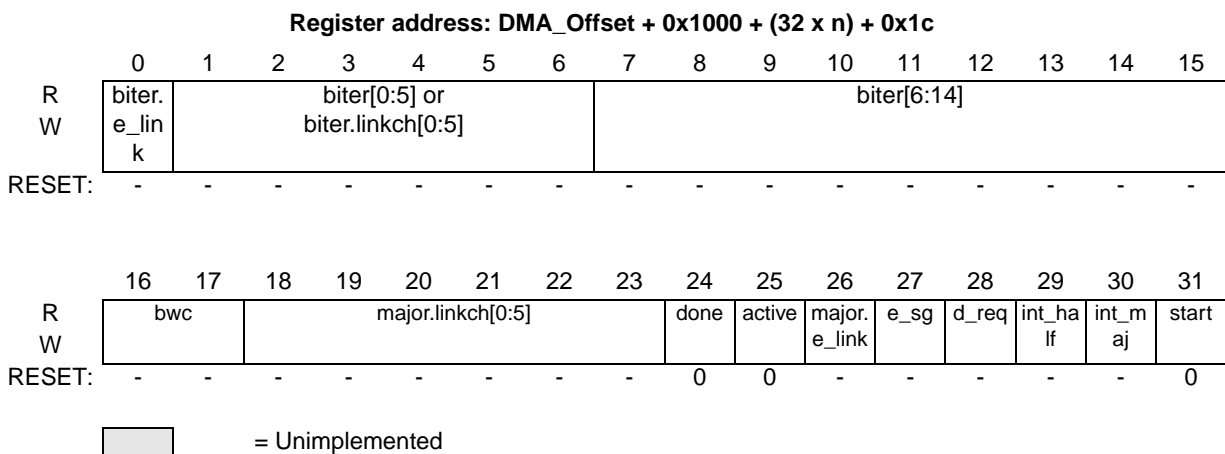 Register address: DMA_Offset + 0x1000 + (32 x n) + 0x1c
0 1 2 3 4 5 6 7 8 9 10 11 12 13 14 15
R biter. biter[0:5] or biter[6:14]
W e_lin biter.linkch[0:5]
k
RESET: - - - - - - - - - - - - - - - -
16 17 18 19 20 21 22 23 24 25 26 27 28 29 30 31
R bwc major.linkch[0:5] done active major. e_sg d_req int_ha int_m start
W e_link lf aj
RESET: - - - - - - - - 0 0 - - - - - 0
= Unimplemented